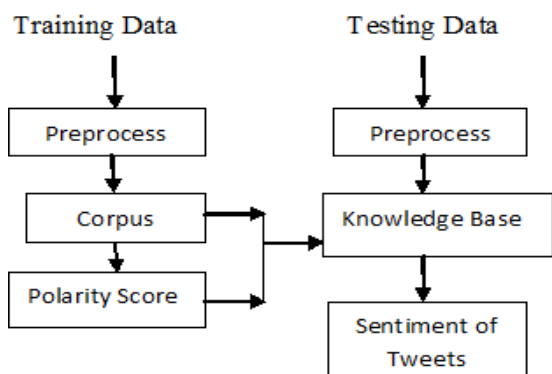 Training Data
Testing Data
Preprocess
Preprocess
Corpus
Knowledge Base
Polarity Score
Sentiment of
Tweets